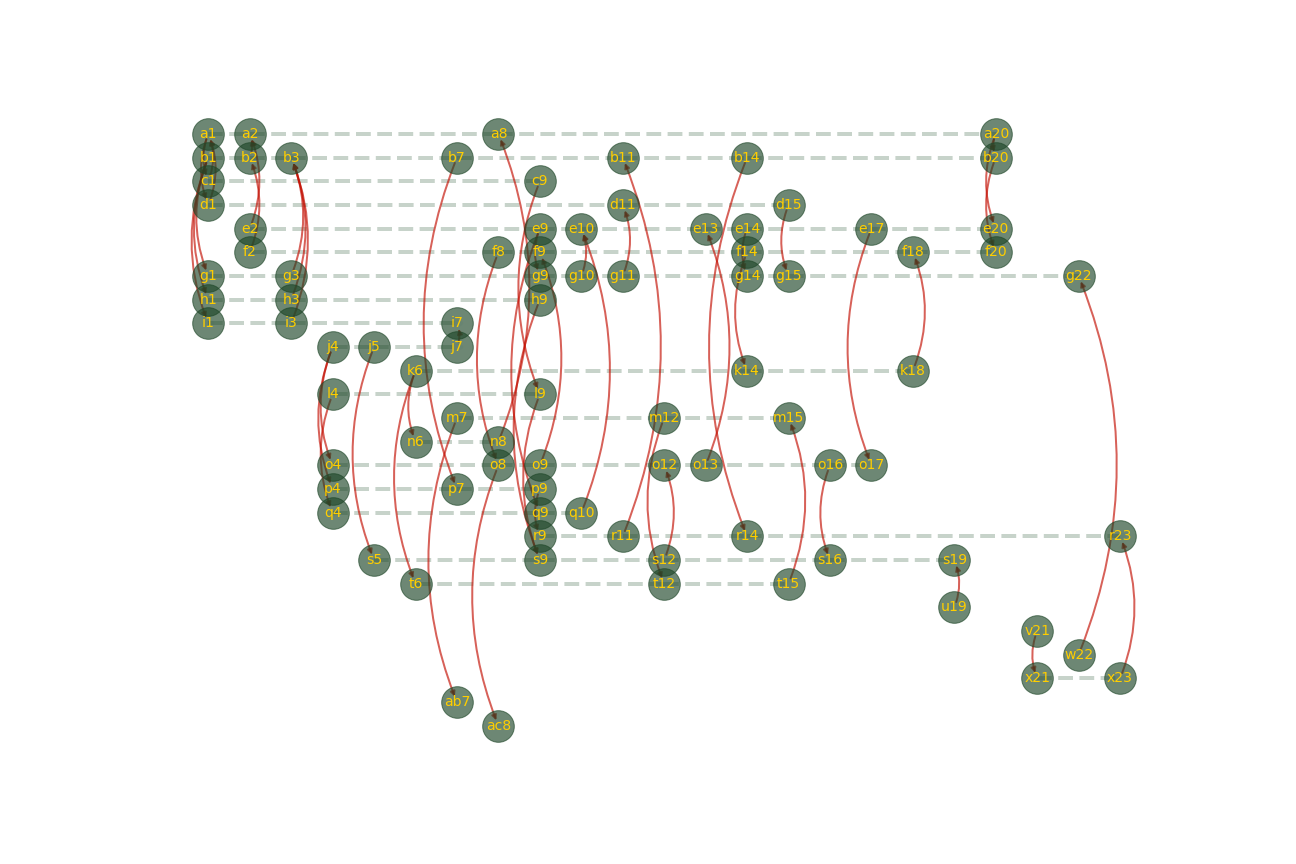 a1 a2 a8 a20
b1 b2 b3 b7 b11 b14 b20
c1 c9
d1 d11 d15
e2 e9 e10 e13 e14 e17 e20
f2 f8 f9 f14 f18 f20
g1 g3 g9 g10 g11 g14 g15 g22
h1 h3 h9
i1 i3 i7
j4 j5 j7
k6 k14 k18
l4 l9
m7 m12 m15
n6 n8
o4 o8 o9 o12 o13 o16 o17
p4 p7 p9
q4 q9 q10
r9 r11 r14 r23
s5 s9 s12 s16 s19
t6 t12 t15
u19
v21
w22
x21 x23
ab7
ac8